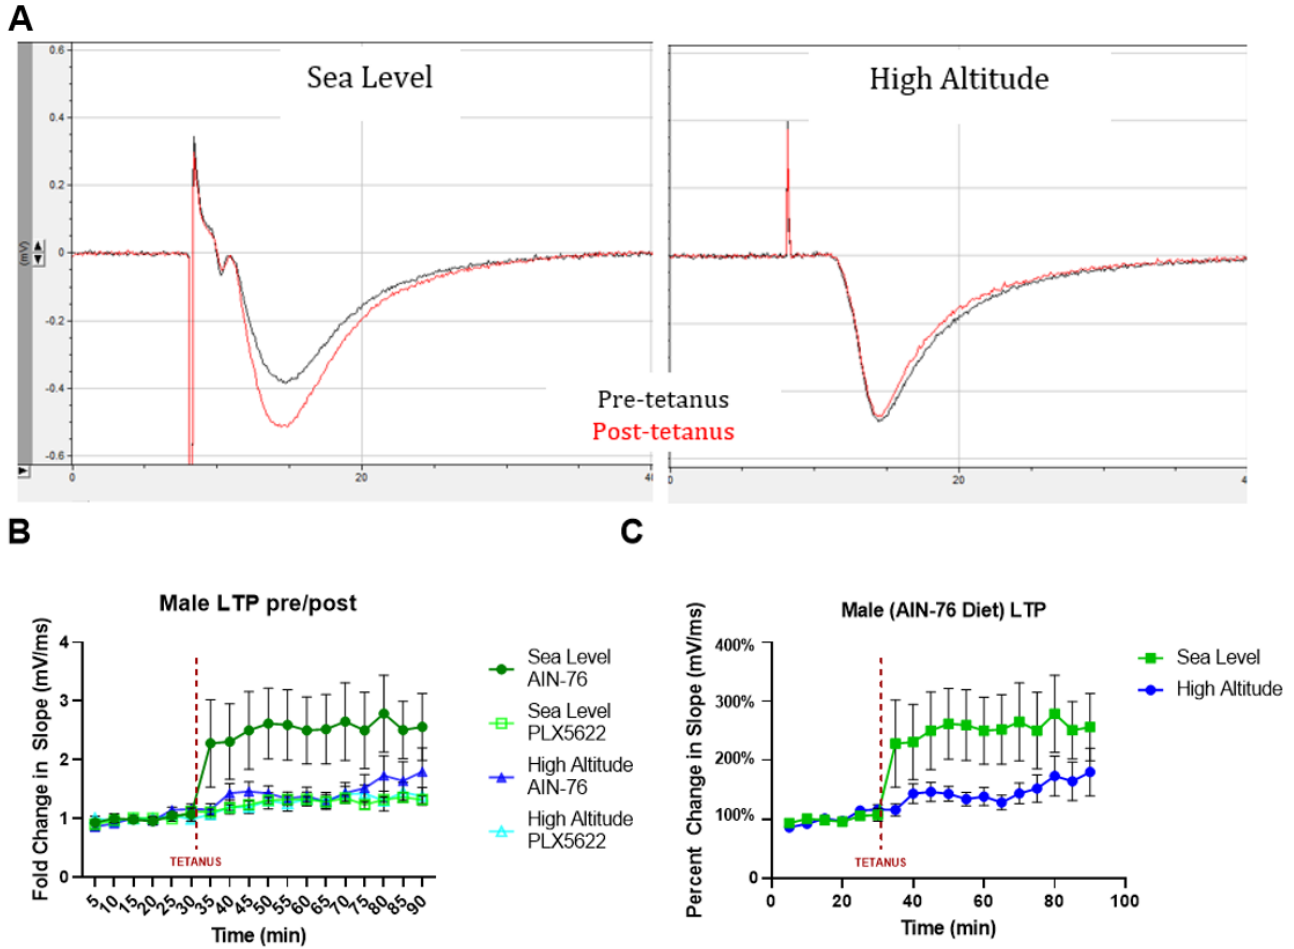 A
Sea Level
High Altitude
0.6
0.4
0.2
0
-0.2
-0.4
-0.6
(mV)
Pre-tetanus
Post-tetanus
0
20
40
0
20
4
B
C
Male LTP pre/post
Fold Change in Slope (mV/ms)
4
3
2
1
0
TETANUS
5 10 15 20 25 30 35 40 45 50 55 60 65 70 75 80 85 90
Time (min)
Sea Level
AIN-76
Sea Level
PLX5622
High Altitude
AIN-76
High Altitude
PLX5622
Male (AIN-76 Diet) LTP
Percent Change in Slope (mV/ms)
400%
300%
200%
100%
0
TETANUS
0 20 40 60 80 100
Time (min)
Sea Level
High Altitude